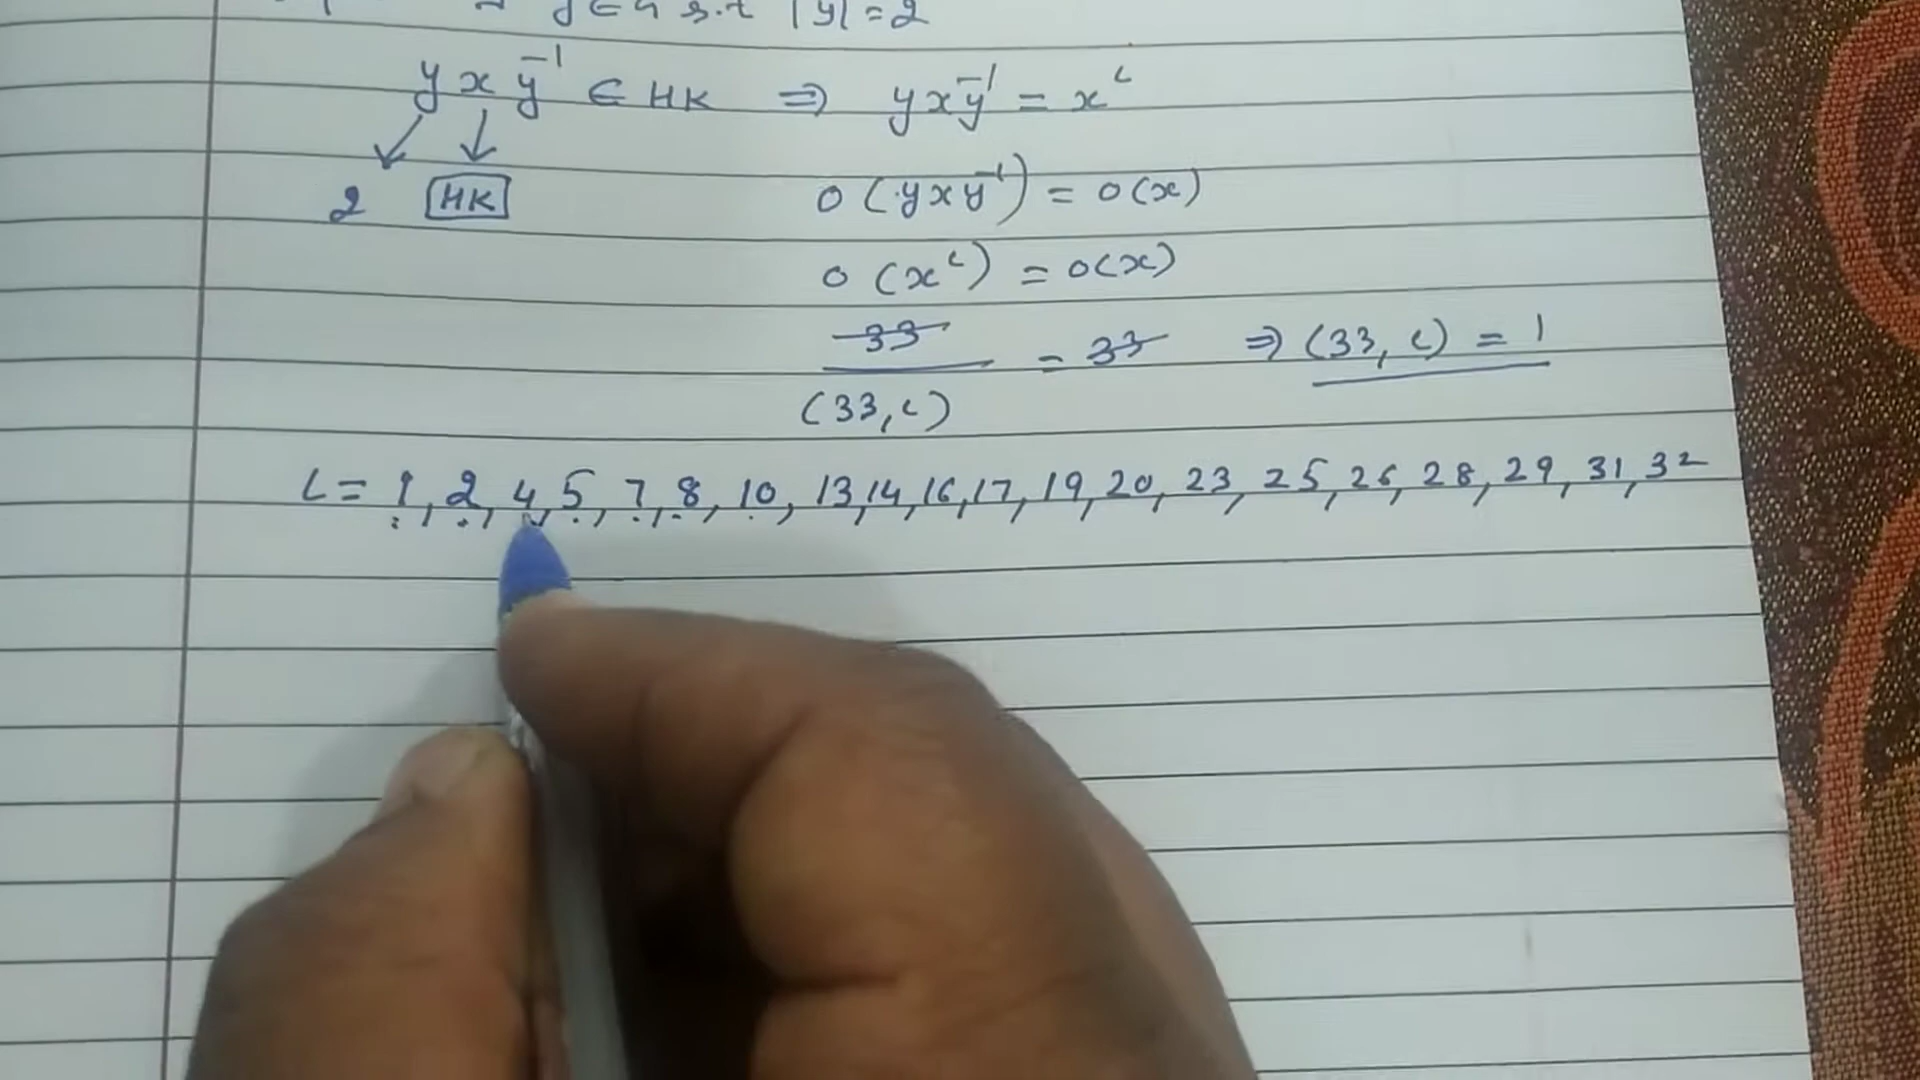 y ∈ G s.t |y| = 2
y x y⁻¹ ∈ HK ⇒ y x y⁻¹ = xⁱ
2 HK
o(y x y⁻¹) = o(x)
o(xⁱ) = o(x)
33 / (33, i) = 33 ⇒ (33, i) = 1
i = 1, 2, 4, 5, 7, 8, 10, 13, 14, 16, 17, 19, 20, 23, 25, 26, 28, 29, 31, 32